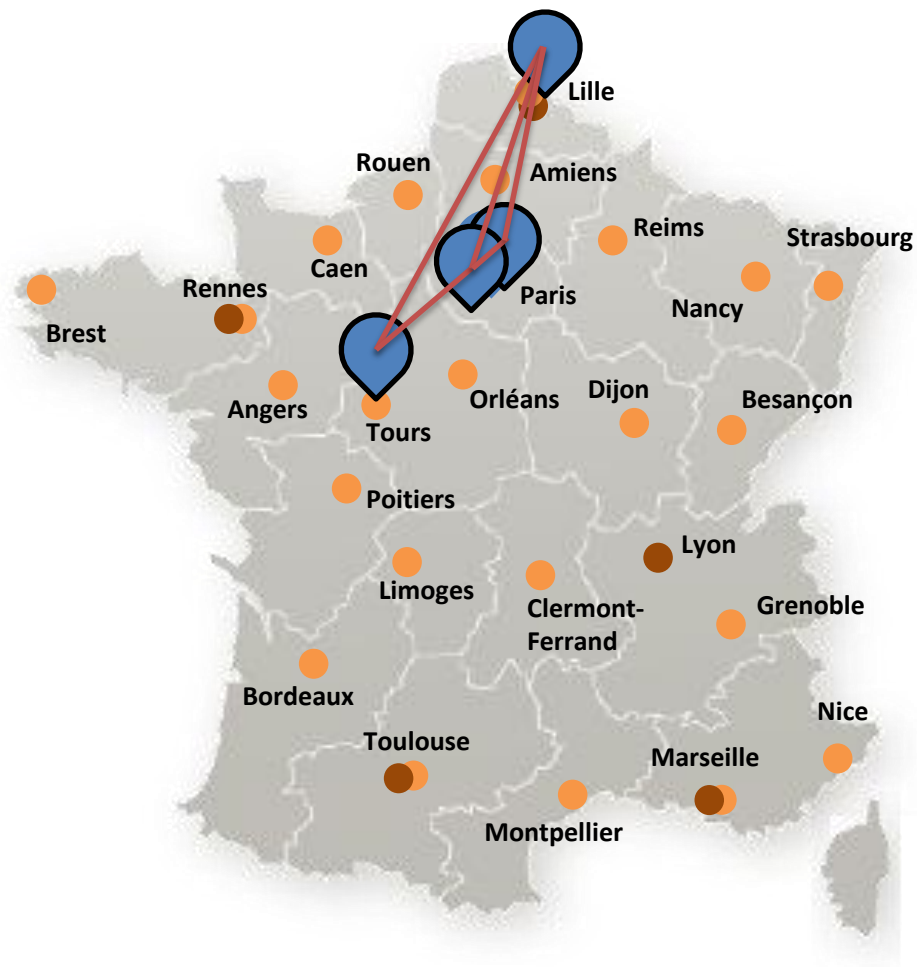 Lille
Rouen
Amiens
Reims
Strasbourg
Caen
Rennes
Paris
Nancy
Brest
Angers
Orléans
Dijon
Besançon
Tours
Poitiers
Lyon
Limoges
Clermont-
Ferrand
Grenoble
Bordeaux
Nice
Toulouse
Marseille
Montpellier